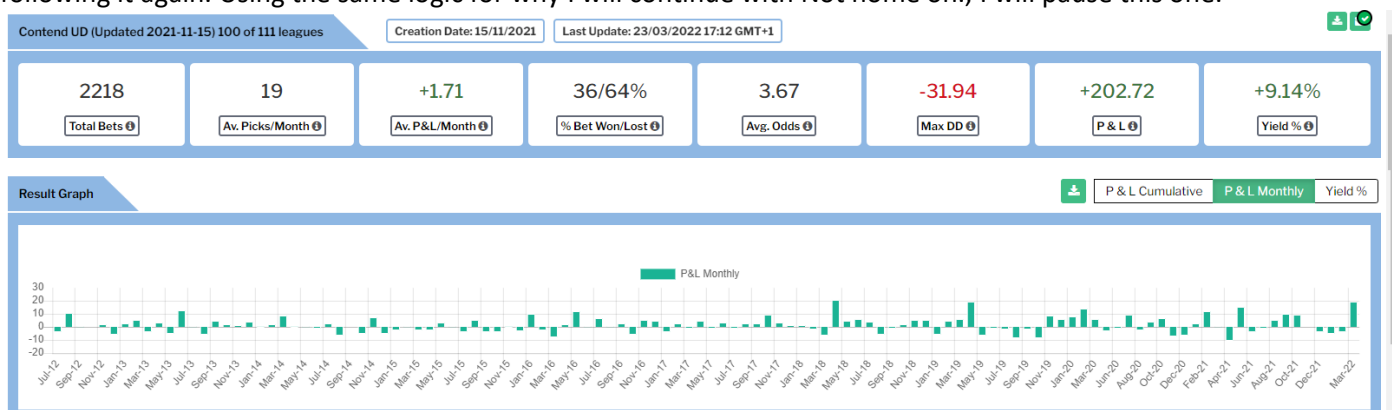 following it again. Using the same logic for why I will continue with Not home on., I will pause this one.
Contend UD (Updated 2021-11-15) 100 of 111 leagues
Creation Date: 15/11/2021
Last Update: 23/03/2022 17:12 GMT+1
2218
19
+1.71
36/64%
3.67
-31.94
+202.72
+9.14%
Total Bets
Av. Picks/Month
Av. P&L/Month
% Bet Won/Lost
Avg. Odds
Max DD
P & L
Yield %
Result Graph
P & L Cumulative
P & L Monthly
Yield %
P&L Monthly
30
20
10
0
-10
-20
Jul-12
Sep-12
Nov-12
Jan-13
Mar-13
May-13
Jul-13
Sep-13
Nov-13
Jan-14
Mar-14
May-14
Jul-14
Sep-14
Nov-14
Jan-15
Mar-15
May-15
Jul-15
Sep-15
Nov-15
Jan-16
Mar-16
May-16
Jul-16
Sep-16
Nov-16
Jan-17
Mar-17
May-17
Jul-17
Sep-17
Nov-17
Jan-18
Mar-18
May-18
Jul-18
Sep-18
Nov-18
Jan-19
Mar-19
May-19
Jul-19
Sep-19
Nov-19
Jan-20
Mar-20
Jun-20
Aug-20
Oct-20
Dec-20
Feb-21
Apr-21
Jun-21
Aug-21
Oct-21
Dec-21
Mar-22